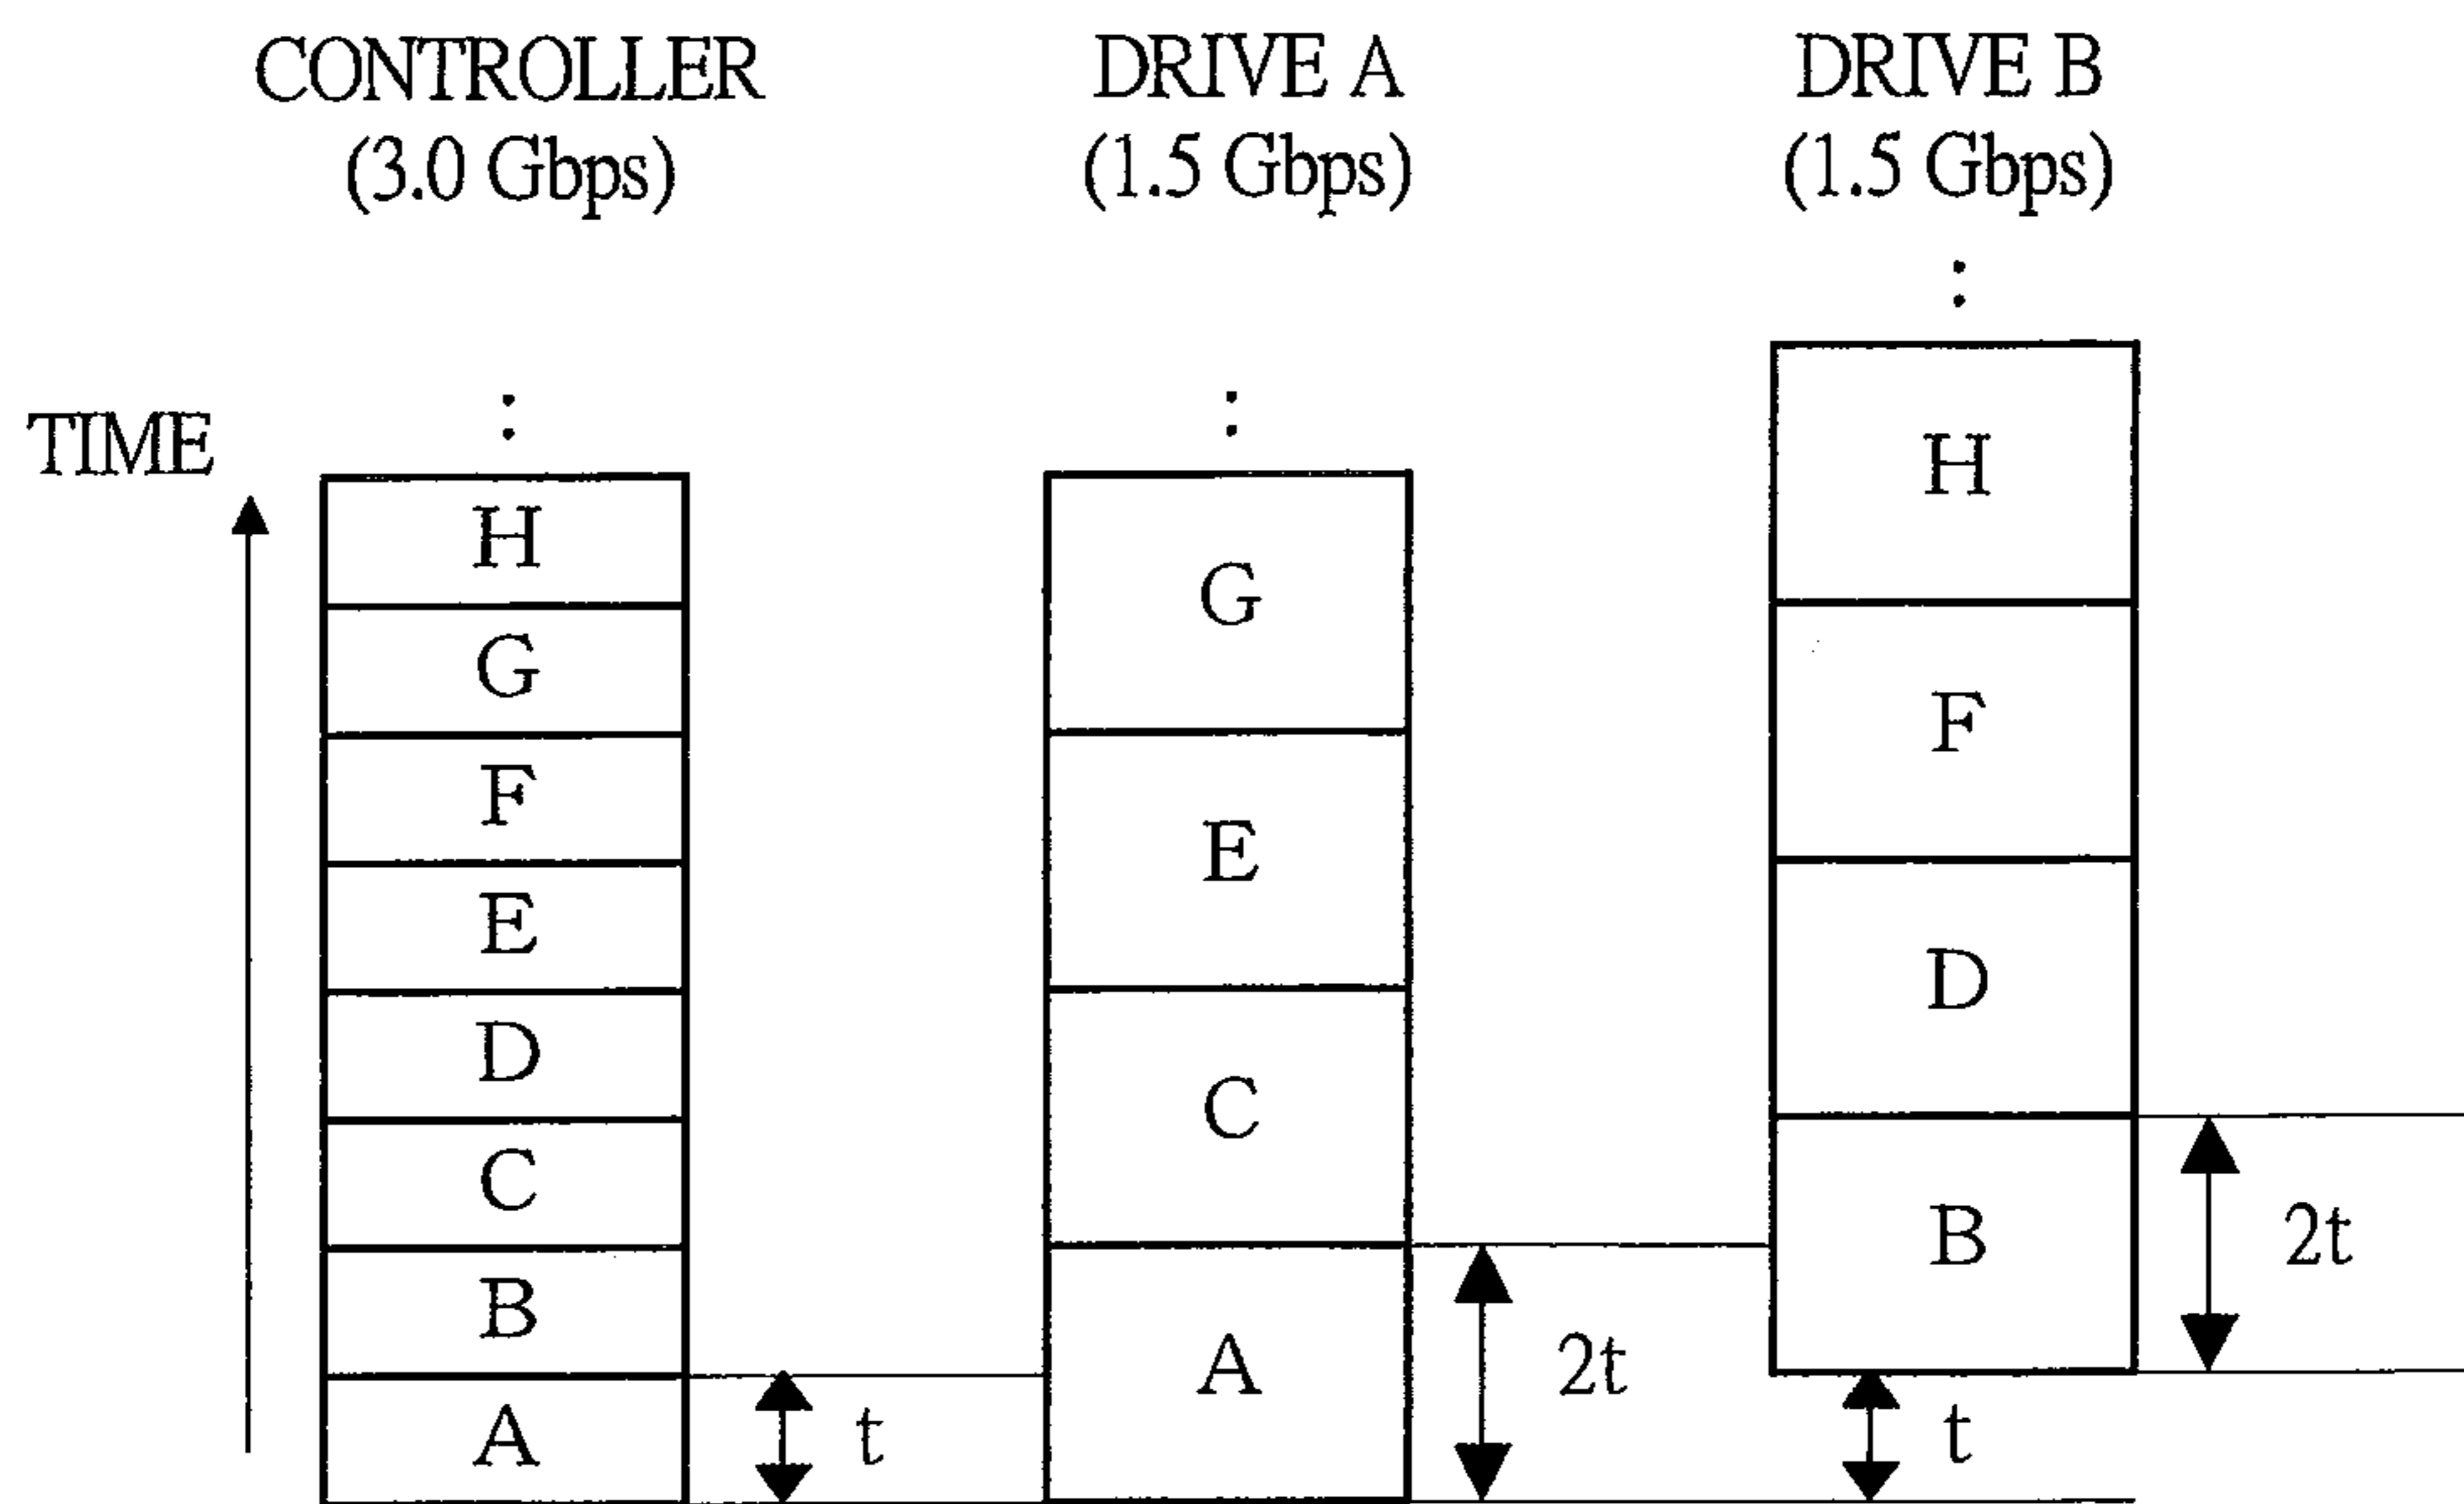 CONTROLLER
(3.0 Gbps)
DRIVE A
(1.5 Gbps)
DRIVE B
(1.5 Gbps)
TIME
:
H
G
F
E
D
C
B
A
t
:
G
E
C
A
2t
:
H
F
D
B
2t
t